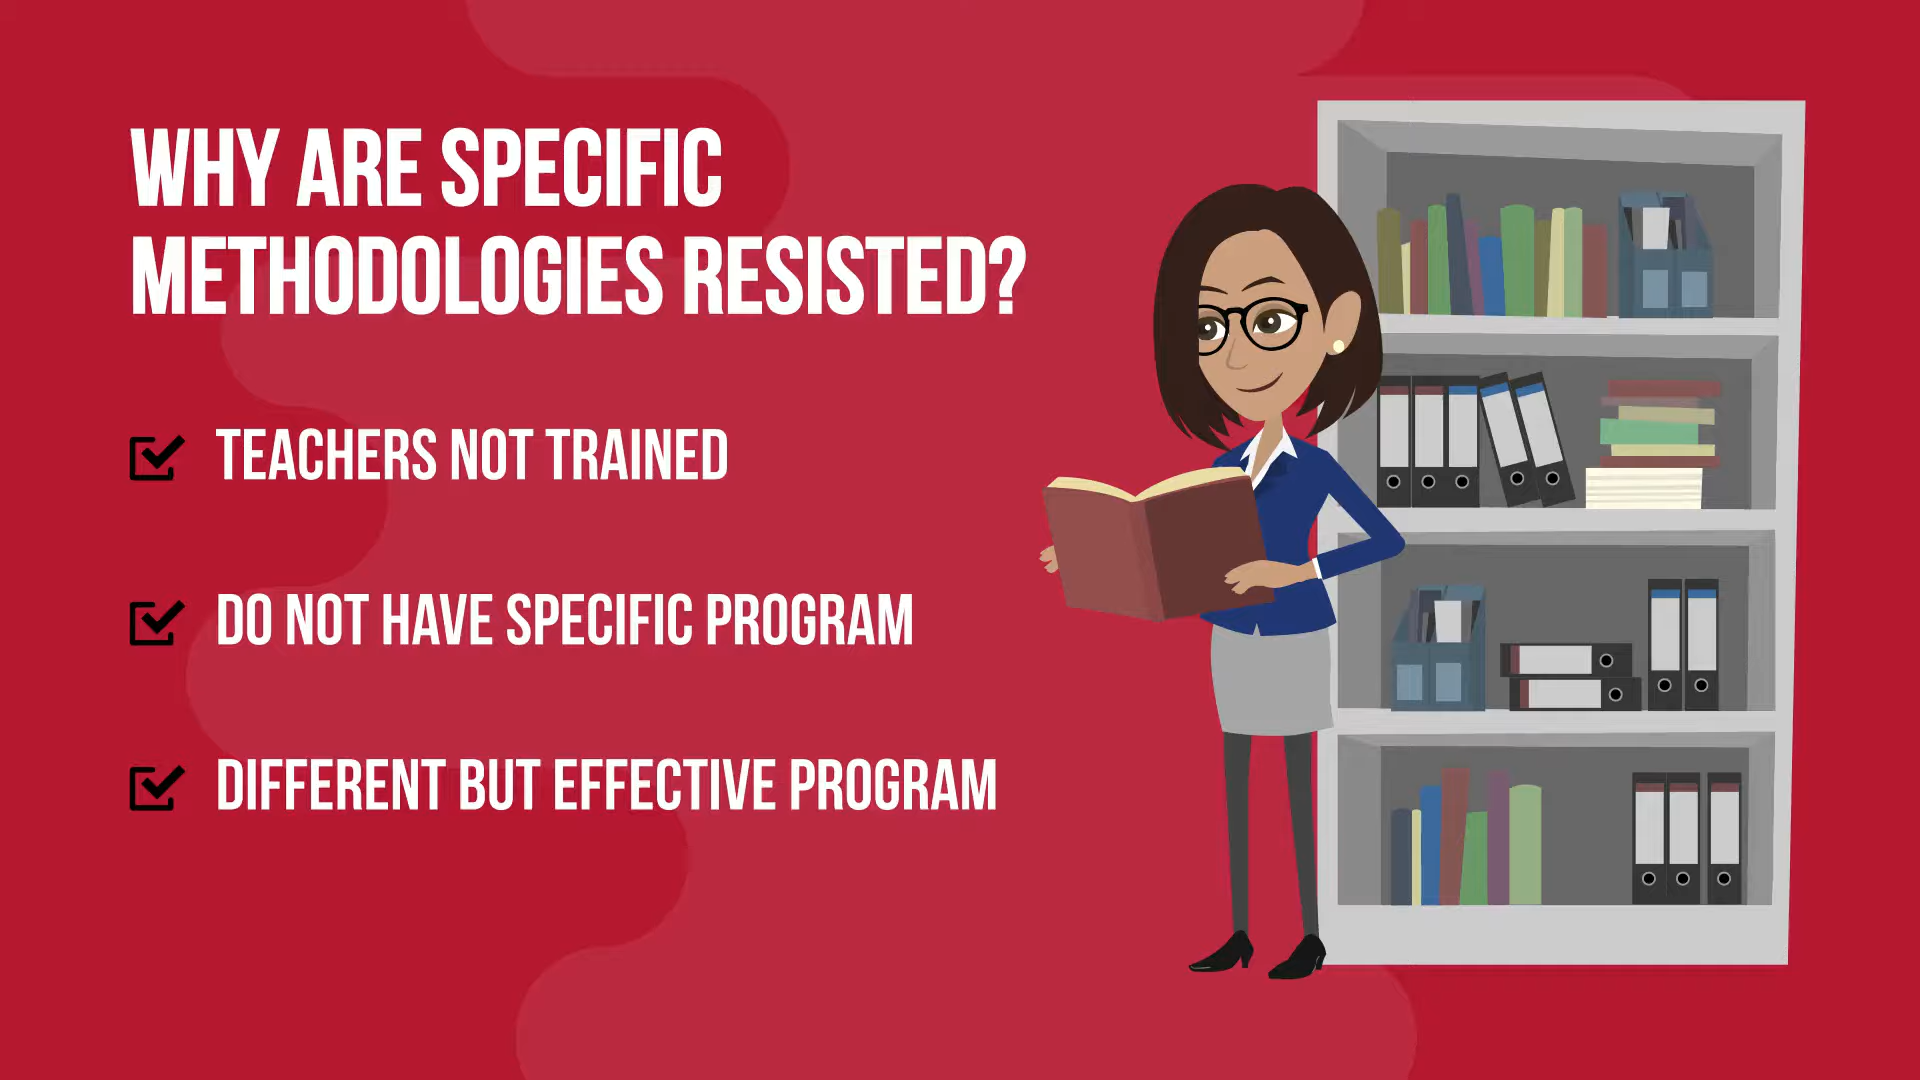 WHY ARE SPECIFIC
METHODOLOGIES RESISTED?
TEACHERS NOT TRAINED
DO NOT HAVE SPECIFIC PROGRAM
DIFFERENT BUT EFFECTIVE PROGRAM